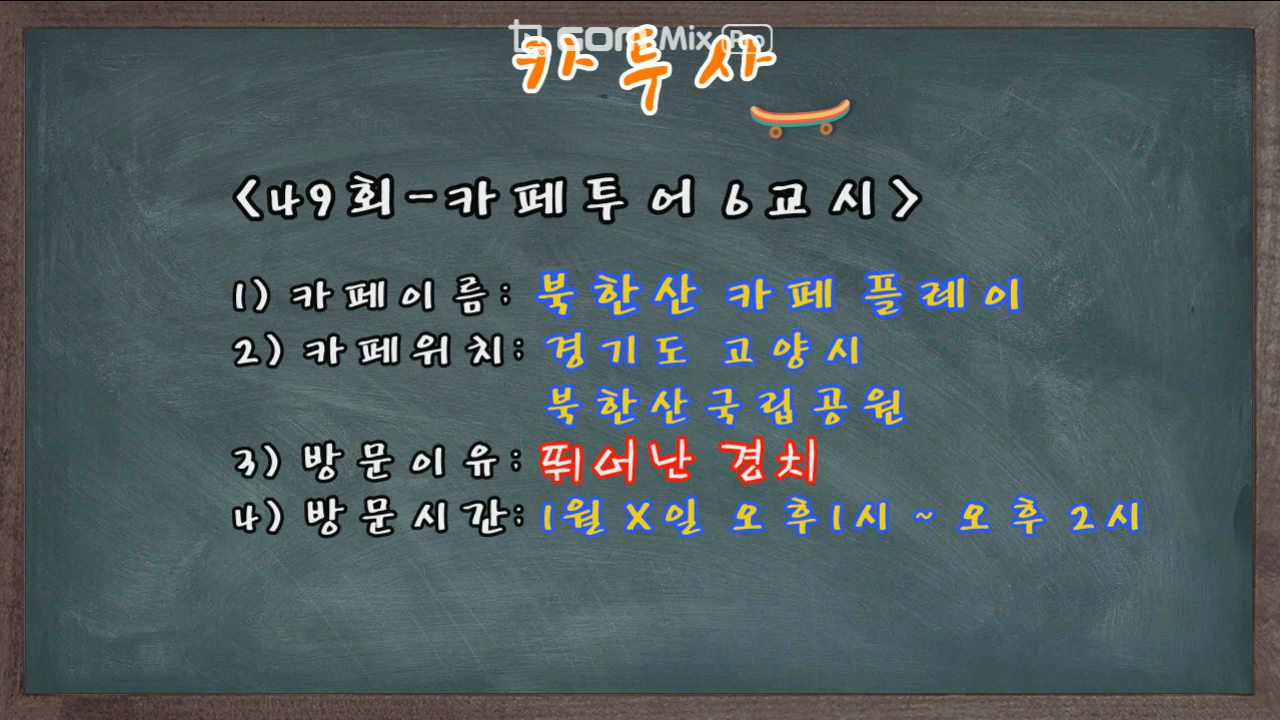 GOM Mix Pro
카투사
<49회-카페투어 6교시>
1) 카페이름: 북한산 카페 플레이
2) 카페위치: 경기도 고양시
북한산국립공원
3) 방문이유: 뛰어난 경치
4) 방문시간: 1월 X일 오후1시 ~ 오후 2시